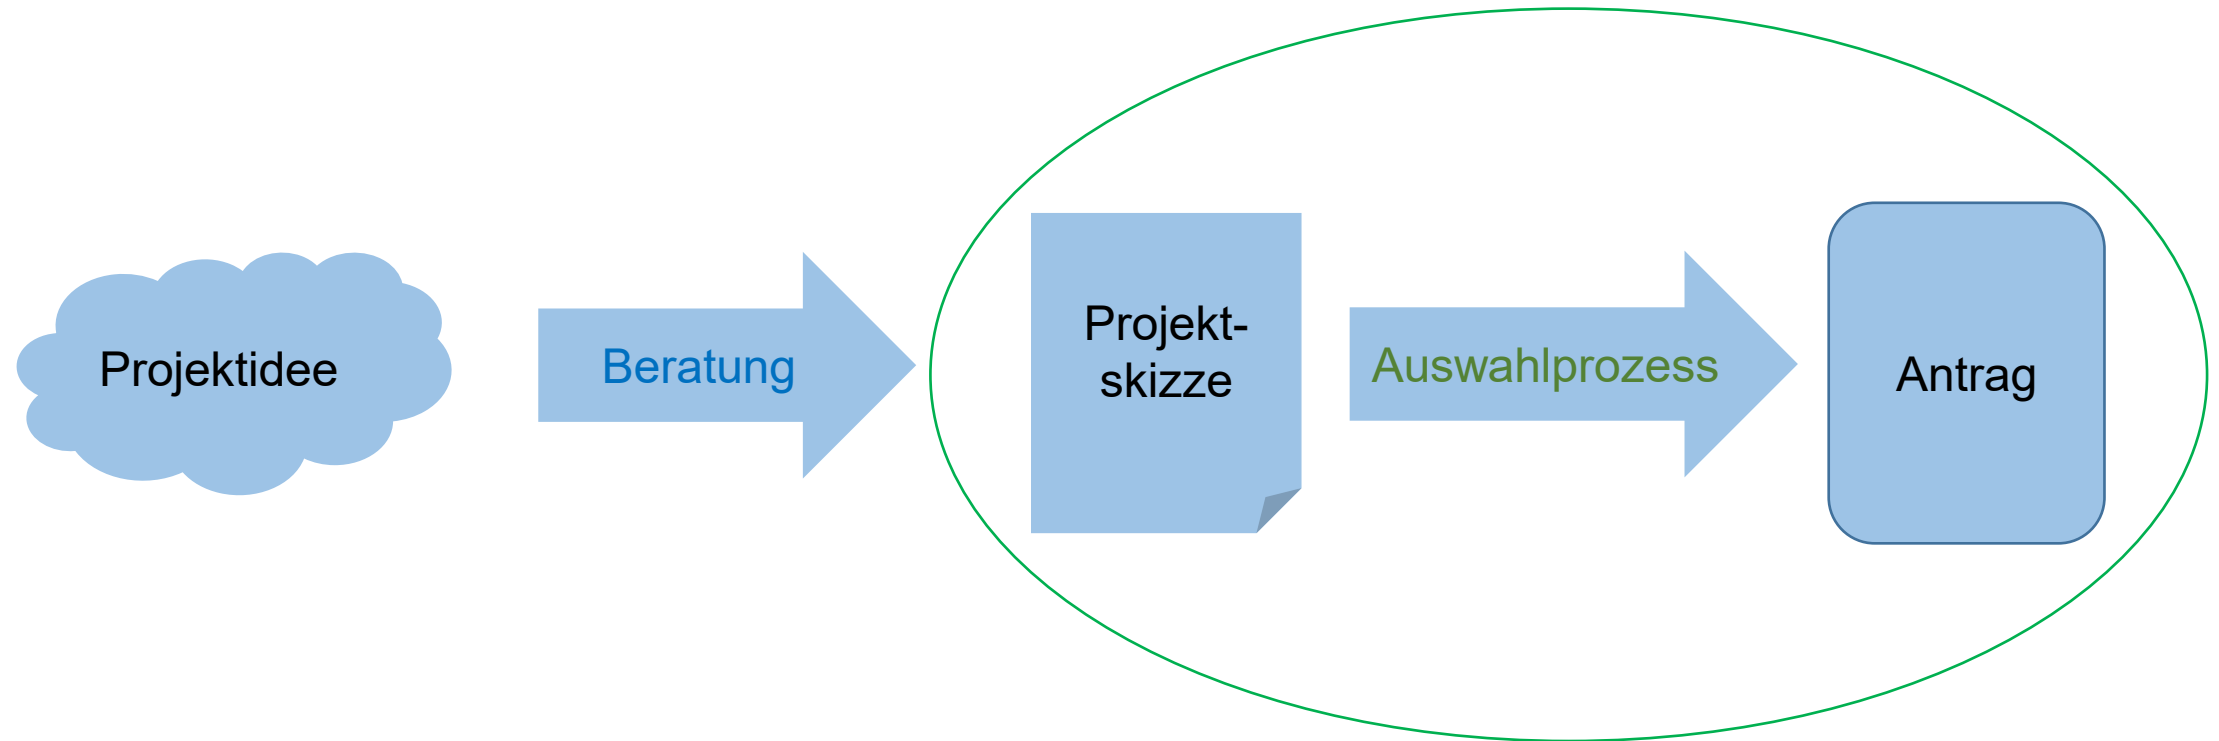 Projektidee
Beratung
Projekt-
skizze
Auswahlprozess
Antrag